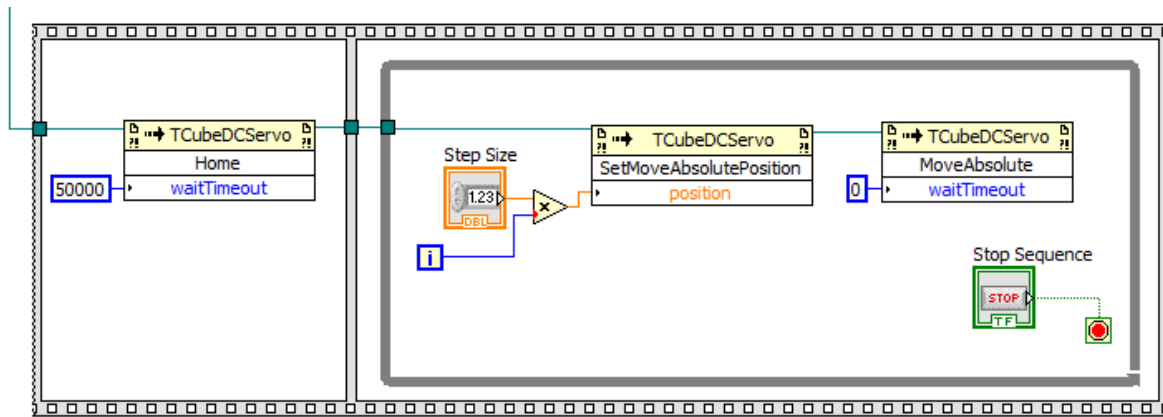 TCubeDCServo
Home
50000
waitTimeout
Step Size
1.23
DBL
i
x
TCubeDCServo
SetMoveAbsolutePosition
position
TCubeDCServo
MoveAbsolute
0
waitTimeout
Stop Sequence
STOP
TF